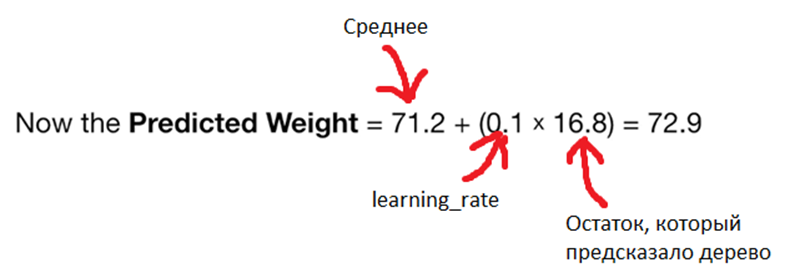 Среднее
Now the Predicted Weight = 71.2 + (0.1 × 16.8) = 72.9
learning_rate
Остаток, который
предсказало дерево